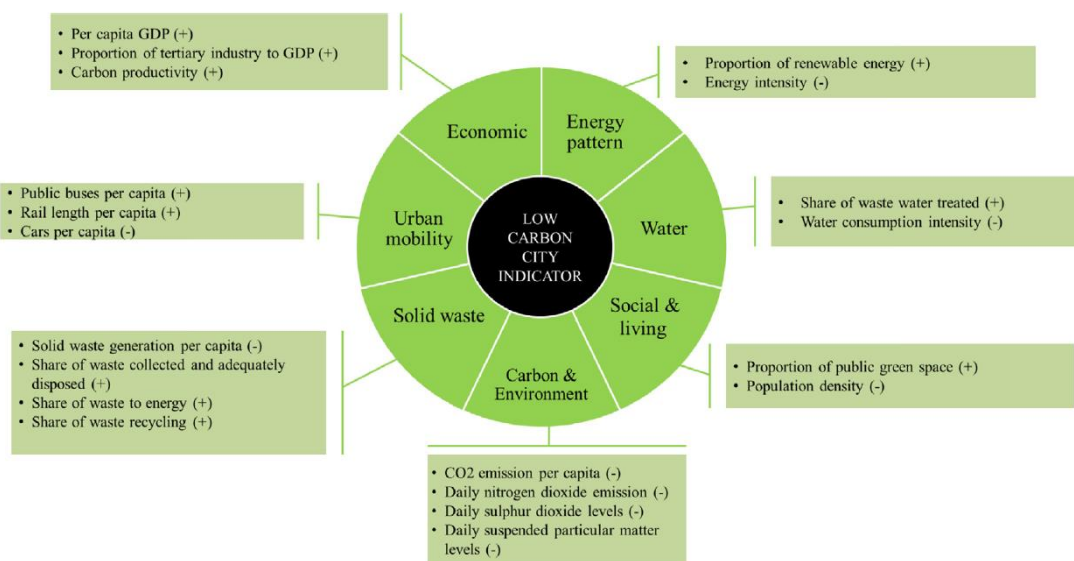 • Per capita GDP (+)
• Proportion of tertiary industry to GDP (+)
• Carbon productivity (+)
• Proportion of renewable energy (+)
• Energy intensity (-)
Economic
Energy
pattern
• Public buses per capita (+)
• Rail length per capita (+)
• Cars per capita (-)
Urban
mobility
LOW
CARBON
CITY
INDICATOR
Water
• Share of waste water treated (+)
• Water consumption intensity (-)
Solid waste
Social &
living
Carbon &
Environment
• Solid waste generation per capita (-)
• Share of waste collected and adequately
disposed (+)
• Share of waste to energy (+)
• Share of waste recycling (+)
• Proportion of public green space (+)
• Population density (-)
• CO2 emission per capita (-)
• Daily nitrogen dioxide emission (-)
• Daily sulphur dioxide levels (-)
• Daily suspended particular matter
levels (-)